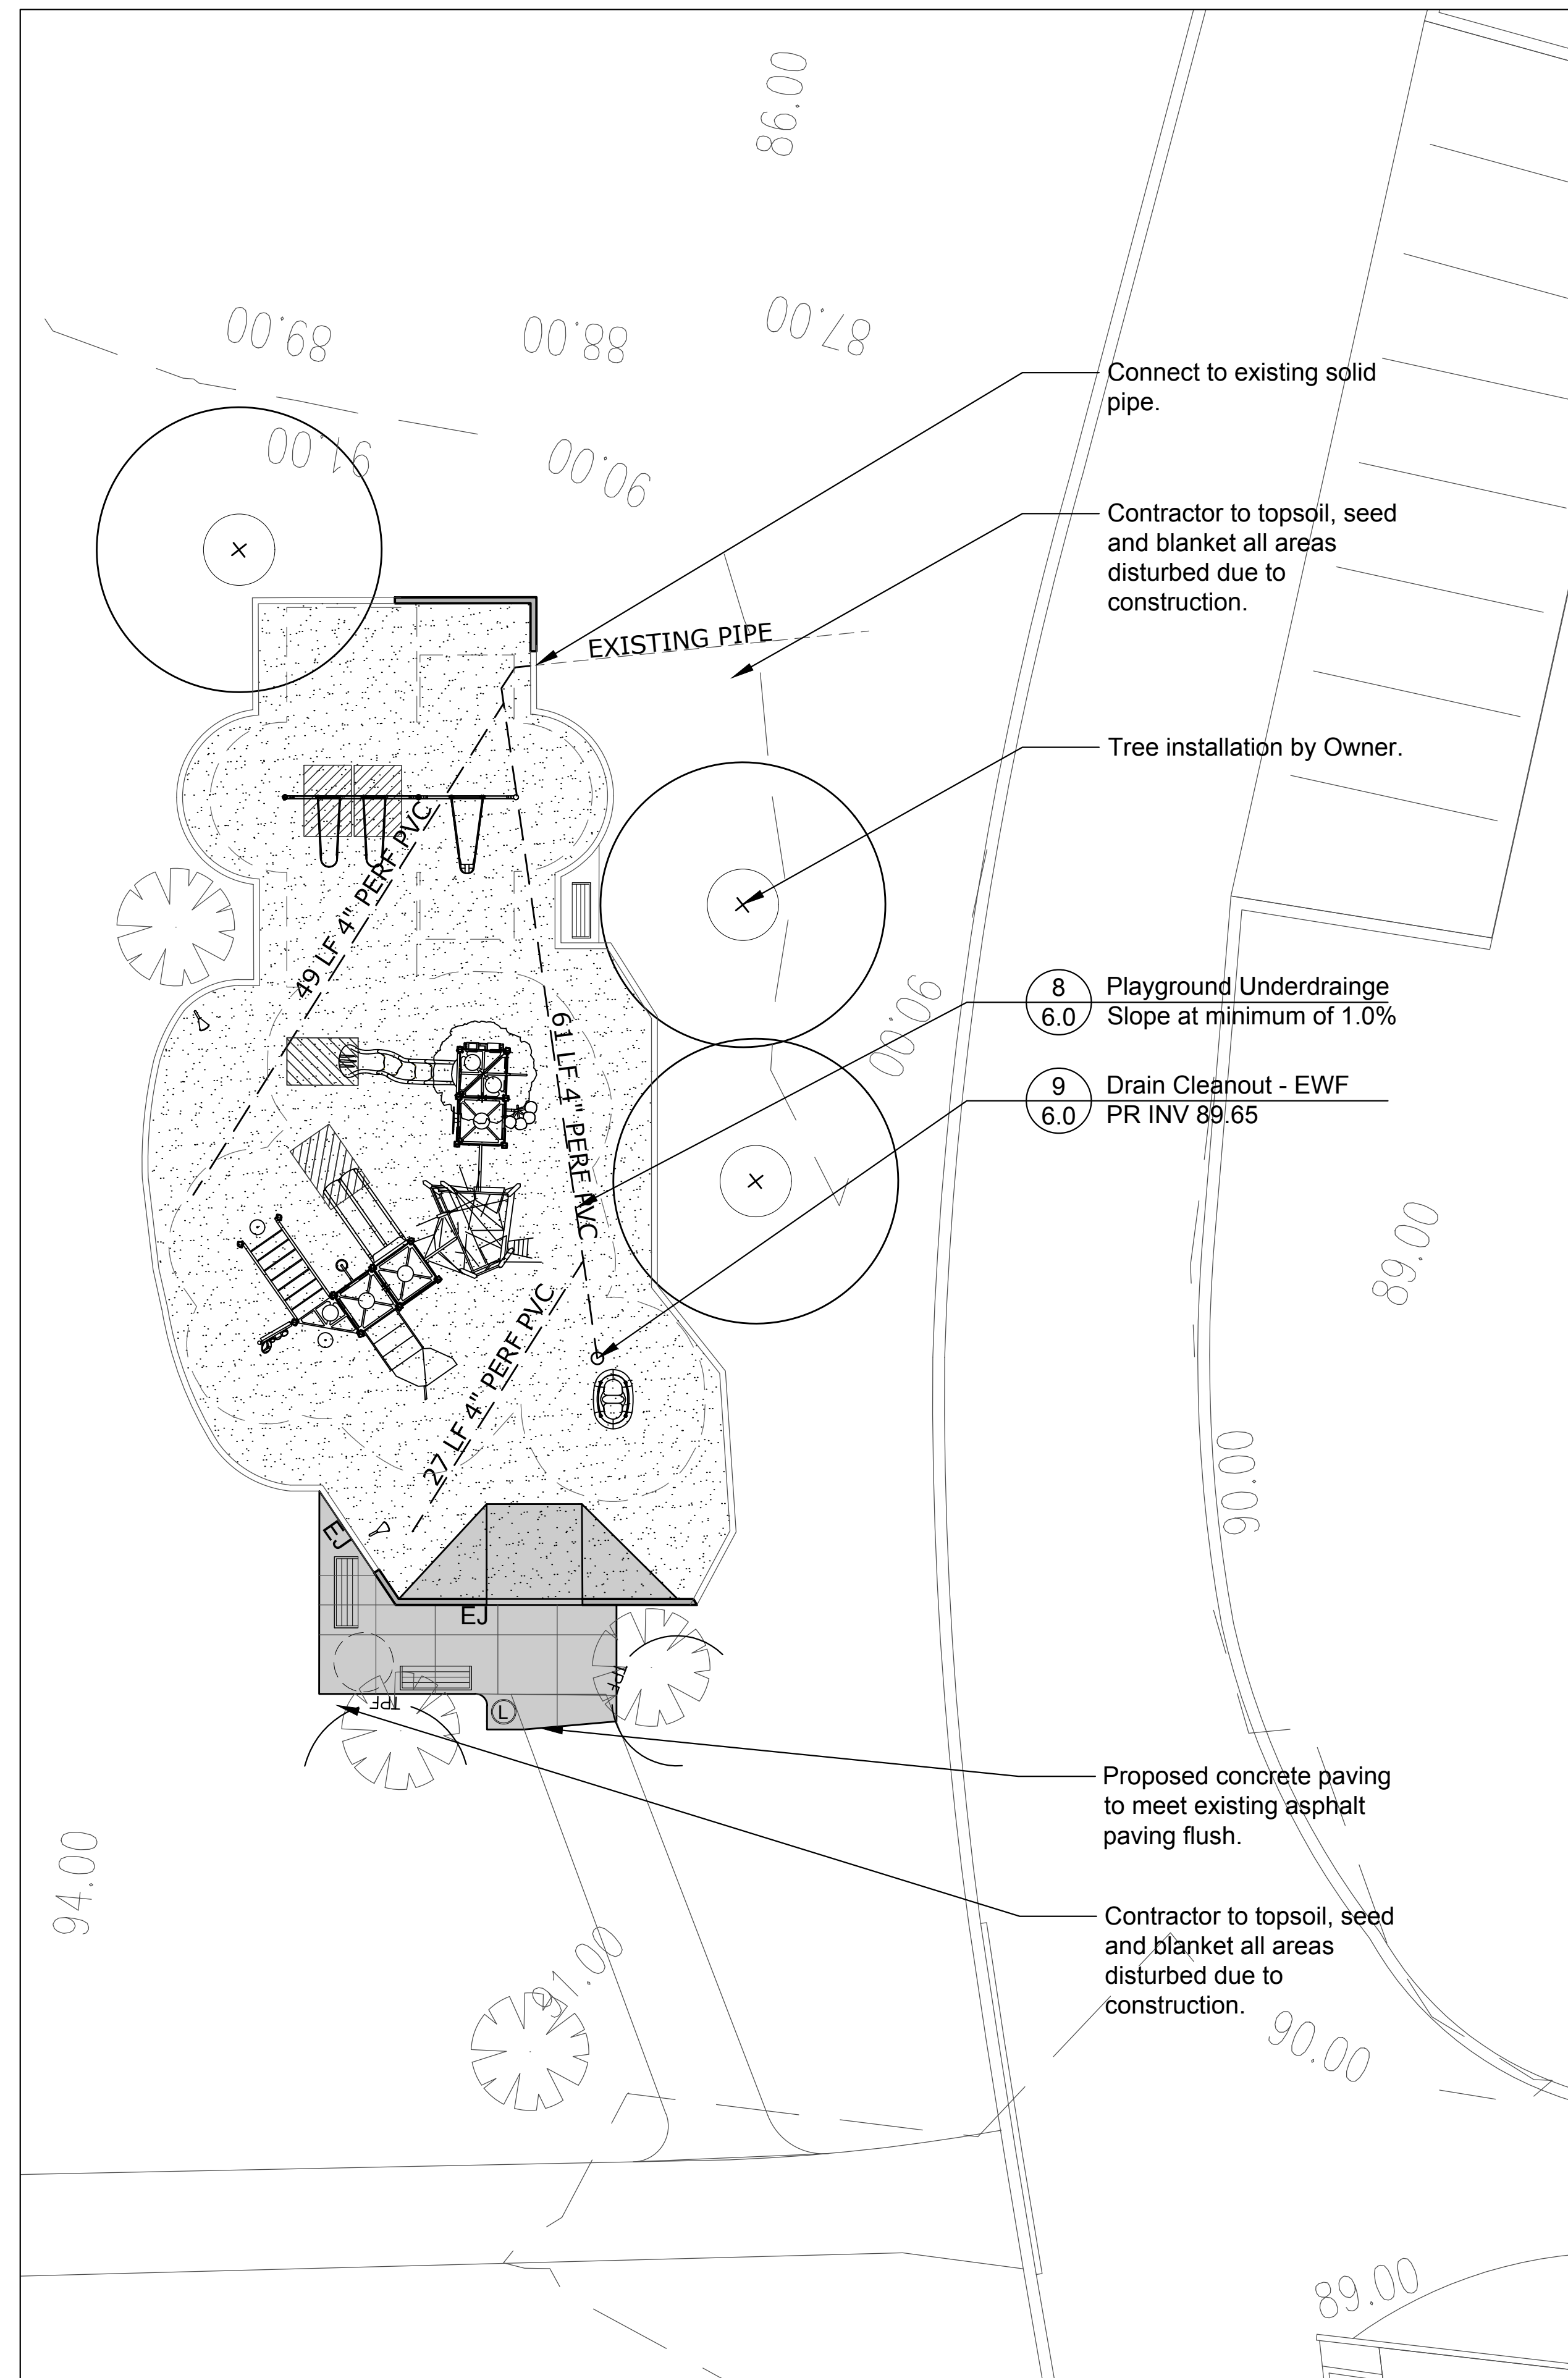 86.00
89.00
88.00
87.00
Connect to existing solid
pipe.
91.00
90.00
Contractor to topsoil, seed
and blanket all areas
disturbed due to
construction.
EXISTING PIPE
Tree installation by Owner.
49 LF 4" PERF PVC
90.00
8
6.0
Playground Underdrainge
Slope at minimum of 1.0%
61 LF 4" PERF PVC
9
6.0
Drain Cleanout - EWF
PR INV 89.65
89.00
27 LF 4" PERF PVC
90.00
EJ
EJ
TPF
TPF
L
Proposed concrete paving
to meet existing asphalt
paving flush.
94.00
Contractor to topsoil, seed
and blanket all areas
disturbed due to
construction.
91.00
90.00
89.00